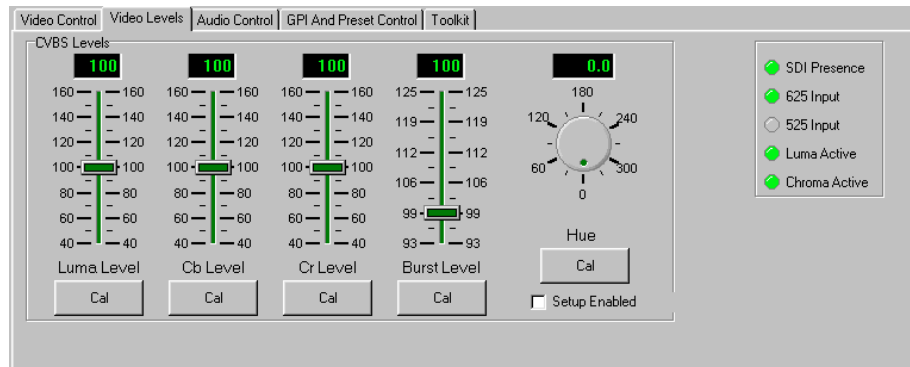 Video Control Video Levels Audio Control GPI And Preset Control Toolkit
CVBS Levels
100 100 100 100 0.0
160 160 160 160 160 160 125 125 180
140 140 140 140 140 140 119 119 120 240
120 120 120 120 120 120 112 112
100 100 100 100 100 100 106 106 60 300
80 80 80 80 80 80 99 99 0
60 60 60 60 60 60 93 93
40 40 40 40 40 40
Luma Level Cb Level Cr Level Burst Level Hue
Cal Cal Cal Cal Cal
Setup Enabled
SDI Presence
625 Input
525 Input
Luma Active
Chroma Active